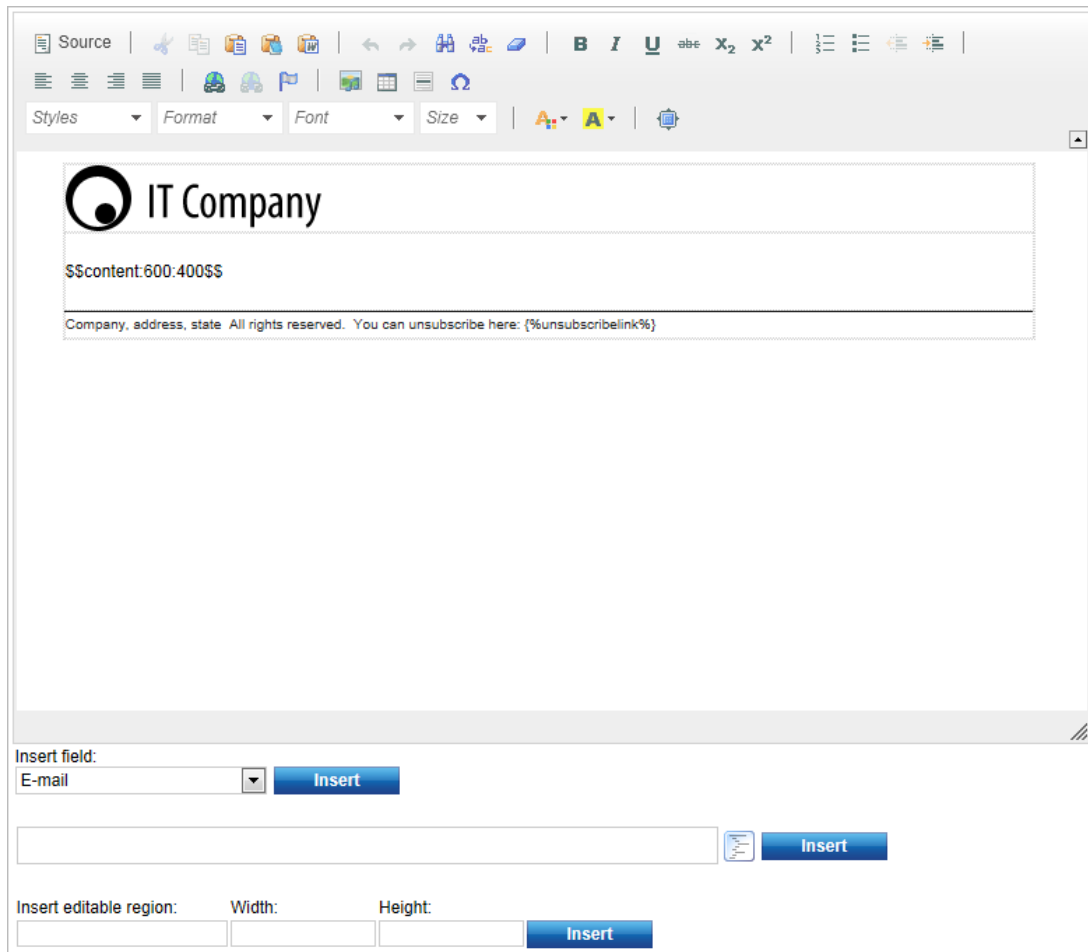 Source B I U abc X₂ X²
Styles Format Font Size A A
IT Company
$$content:600:400$$
Company, address, state All rights reserved. You can unsubscribe here: {%unsubscribelink%}
Insert field:
E-mail Insert
Insert
Insert editable region: Width: Height:
Insert